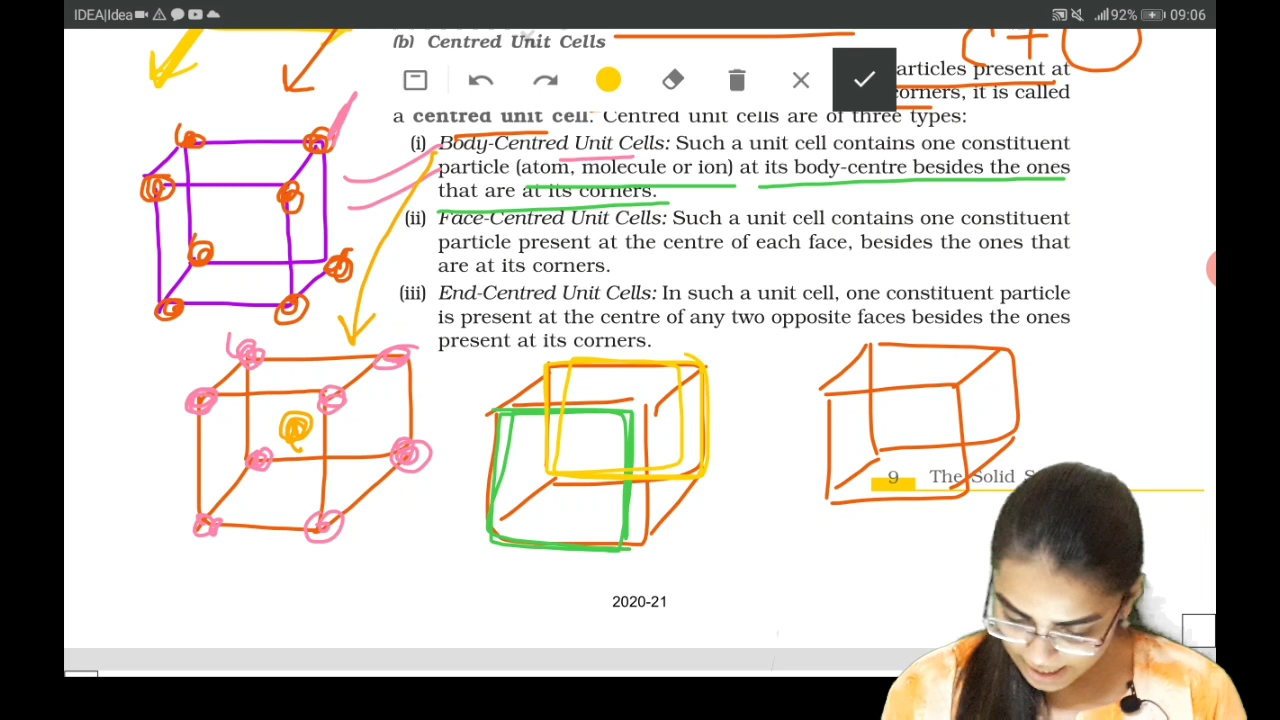 IDEA|Idea 92% 09:06
(b) Centred Unit Cells
articles present at
corners, it is called
a centred unit cell. Centred unit cells are of three types:
(i) Body-Centred Unit Cells: Such a unit cell contains one constituent
particle (atom, molecule or ion) at its body-centre besides the ones
that are at its corners.
(ii) Face-Centred Unit Cells: Such a unit cell contains one constituent
particle present at the centre of each face, besides the ones that
are at its corners.
(iii) End-Centred Unit Cells: In such a unit cell, one constituent particle
is present at the centre of any two opposite faces besides the ones
present at its corners.
9 The Solid S
2020-21